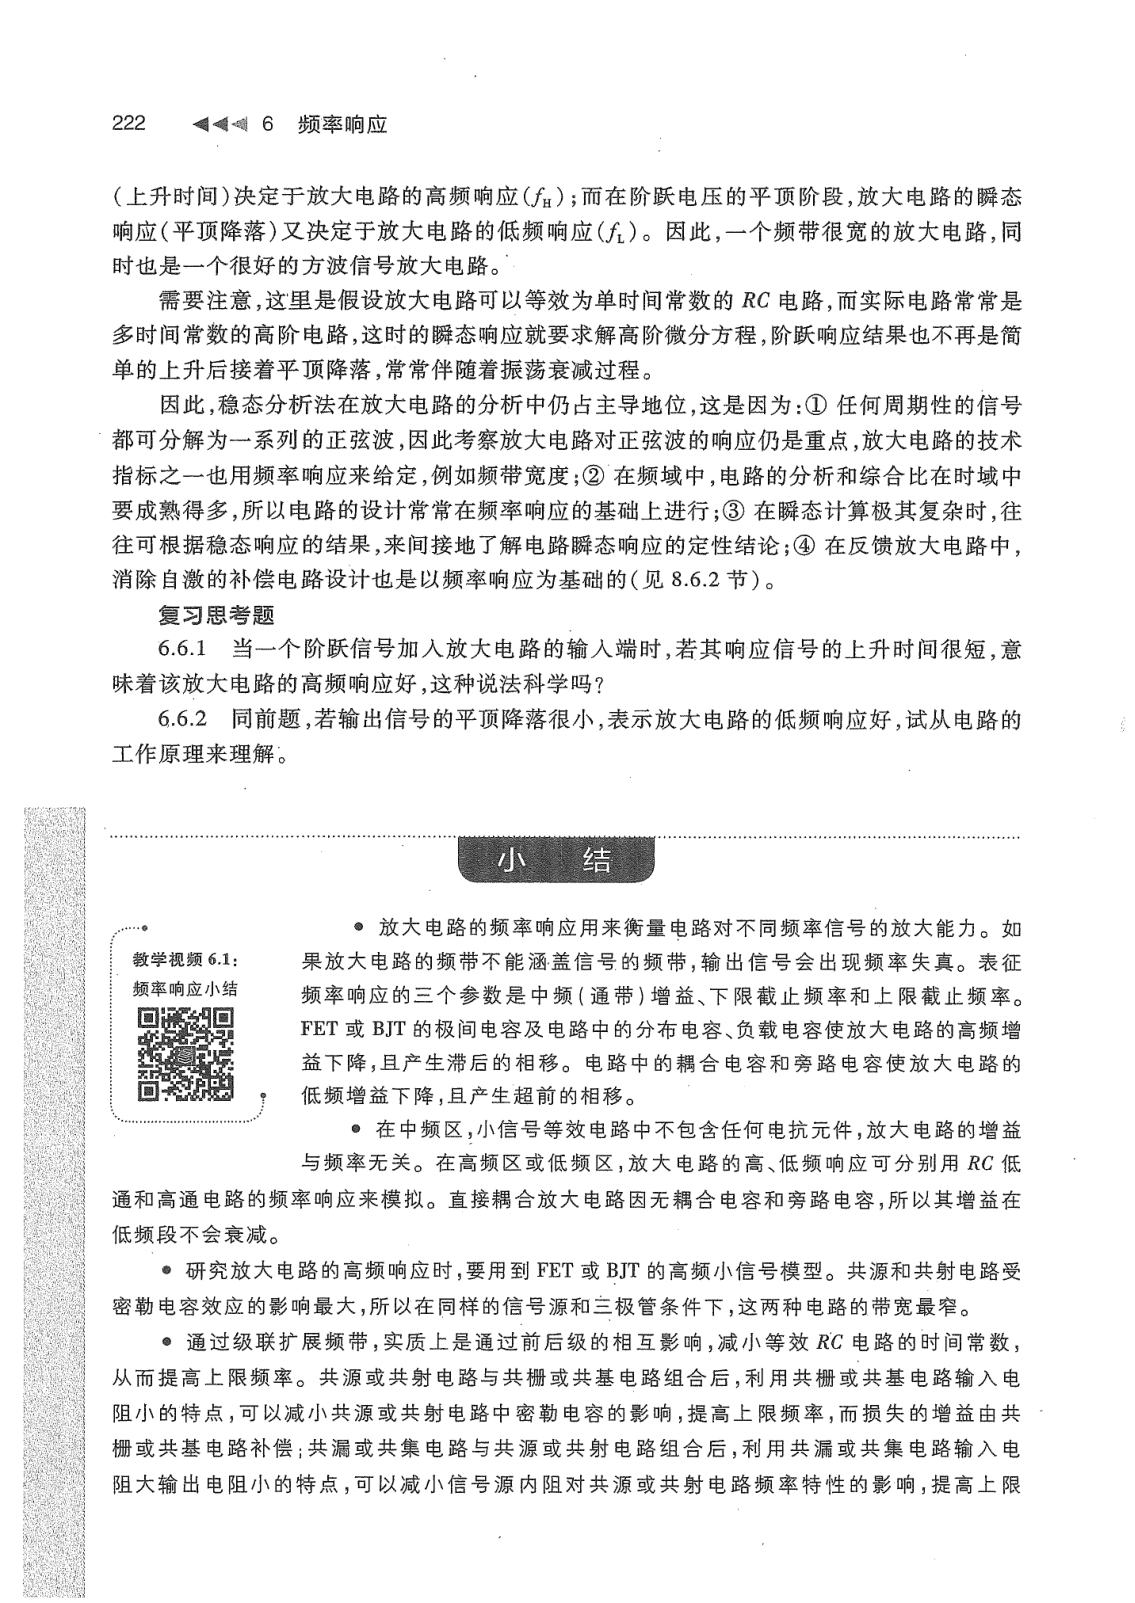 222 6 频率响应
(上升时间)决定于放大电路的高频响应(fH);而在阶跃电压的平顶阶段,放大电路的瞬态
响应(平顶降落)又决定于放大电路的低频响应(fL)。因此,一个频带很宽的放大电路,同
时也是一个很好的方波信号放大电路。
需要注意,这里是假设放大电路可以等效为单时间常数的 RC 电路,而实际电路常常是
多时间常数的高阶电路,这时的瞬态响应就要求解高阶微分方程,阶跃响应结果也不再是简
单的上升后接着平顶降落,常常伴随着振荡衰减过程。
因此,稳态分析法在放大电路的分析中仍占主导地位,这是因为:① 任何周期性的信号
都可分解为一系列的正弦波,因此考察放大电路对正弦波的响应仍是重点,放大电路的技术
指标之一也用频率响应来给定,例如频带宽度;② 在频域中,电路的分析和综合比在时域中
要成熟得多,所以电路的设计常常在频率响应的基础上进行;③ 在瞬态计算极其复杂时,往
往可根据稳态响应的结果,来间接地了解电路瞬态响应的定性结论;④ 在反馈放大电路中,
消除自激的补偿电路设计也是以频率响应为基础的(见 8.6.2 节)。
复习思考题
6.6.1 当一个阶跃信号加入放大电路的输入端时,若其响应信号的上升时间很短,意
味着该放大电路的高频响应好,这种说法科学吗?
6.6.2 同前题,若输出信号的平顶降落很小,表示放大电路的低频响应好,试从电路的
工作原理来理解。
小 结
教学视频 6.1:
频率响应小结
● 放大电路的频率响应用来衡量电路对不同频率信号的放大能力。如
果放大电路的频带不能涵盖信号的频带,输出信号会出现频率失真。表征
频率响应的三个参数是中频(通带)增益、下限截止频率和上限截止频率。
FET 或 BJT 的极间电容及电路中的分布电容、负载电容使放大电路的高频增
益下降,且产生滞后的相移。电路中的耦合电容和旁路电容使放大电路的
低频增益下降,且产生超前的相移。
● 在中频区,小信号等效电路中不包含任何电抗元件,放大电路的增益
与频率无关。在高频区或低频区,放大电路的高、低频响应可分别用 RC 低
通和高通电路的频率响应来模拟。直接耦合放大电路因无耦合电容和旁路电容,所以其增益在
低频段不会衰减。
● 研究放大电路的高频响应时,要用到 FET 或 BJT 的高频小信号模型。共源和共射电路受
密勒电容效应的影响最大,所以在同样的信号源和三极管条件下,这两种电路的带宽最窄。
● 通过级联扩展频带,实质上是通过前后级的相互影响,减小等效 RC 电路的时间常数,
从而提高上限频率。共源或共射电路与共栅或共基电路组合后,利用共栅或共基电路输入电
阻小的特点,可以减小共源或共射电路中密勒电容的影响,提高上限频率,而损失的增益由共
栅或共基电路补偿;共漏或共集电路与共源或共射电路组合后,利用共漏或共集电路输入电
阻大输出电阻小的特点,可以减小信号源内阻对共源或共射电路频率特性的影响,提高上限